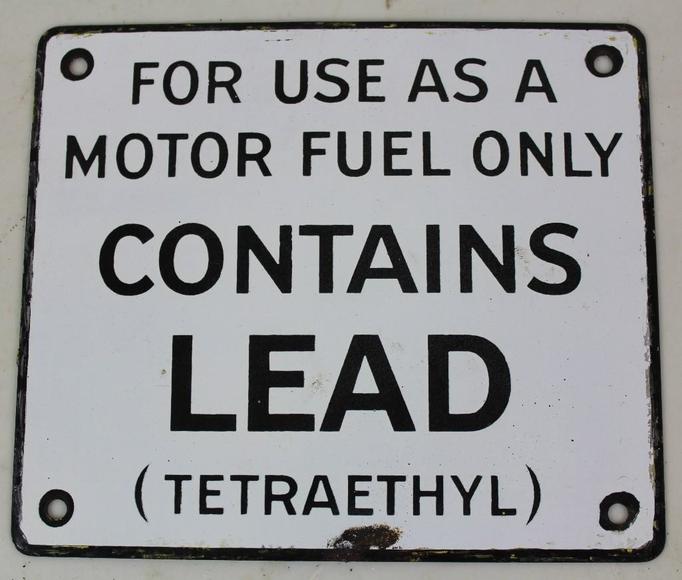 FOR USE AS A
MOTOR FUEL ONLY
CONTAINS
LEAD
(TETRAETHYL)